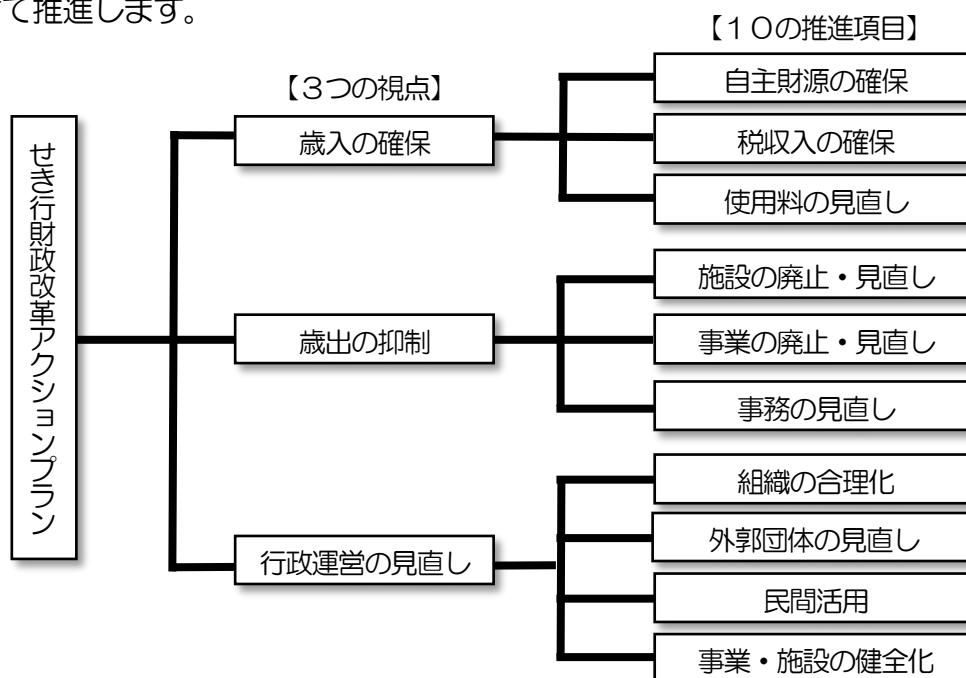 て推進します。
【１０の推進項目】
【３つの視点】
せき行財政改革アクションプラン
歳入の確保
自主財源の確保
税収入の確保
使用料の見直し
歳出の抑制
施設の廃止・見直し
事業の廃止・見直し
事務の見直し
行政運営の見直し
組織の合理化
外郭団体の見直し
民間活用
事業・施設の健全化